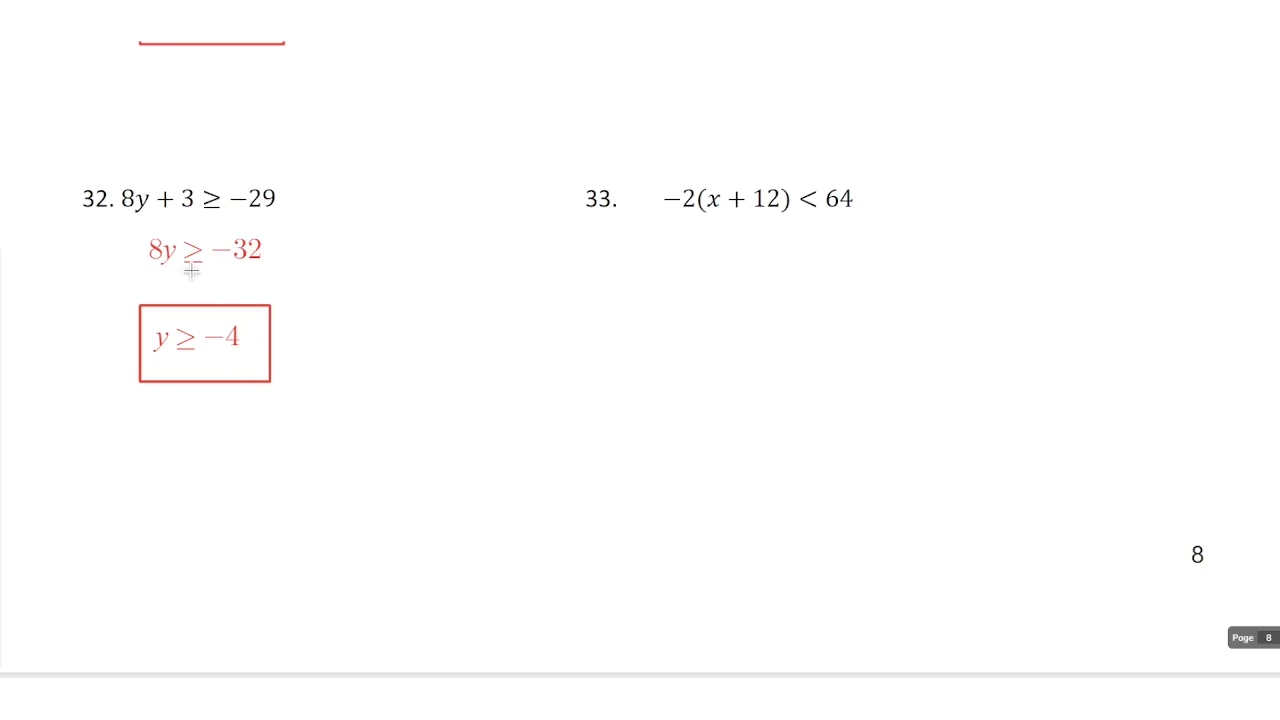 32. 8y + 3 ≥ −29
8y ≥ −32
y ≥ −4
33. −2(x + 12) < 64
8
Page 8